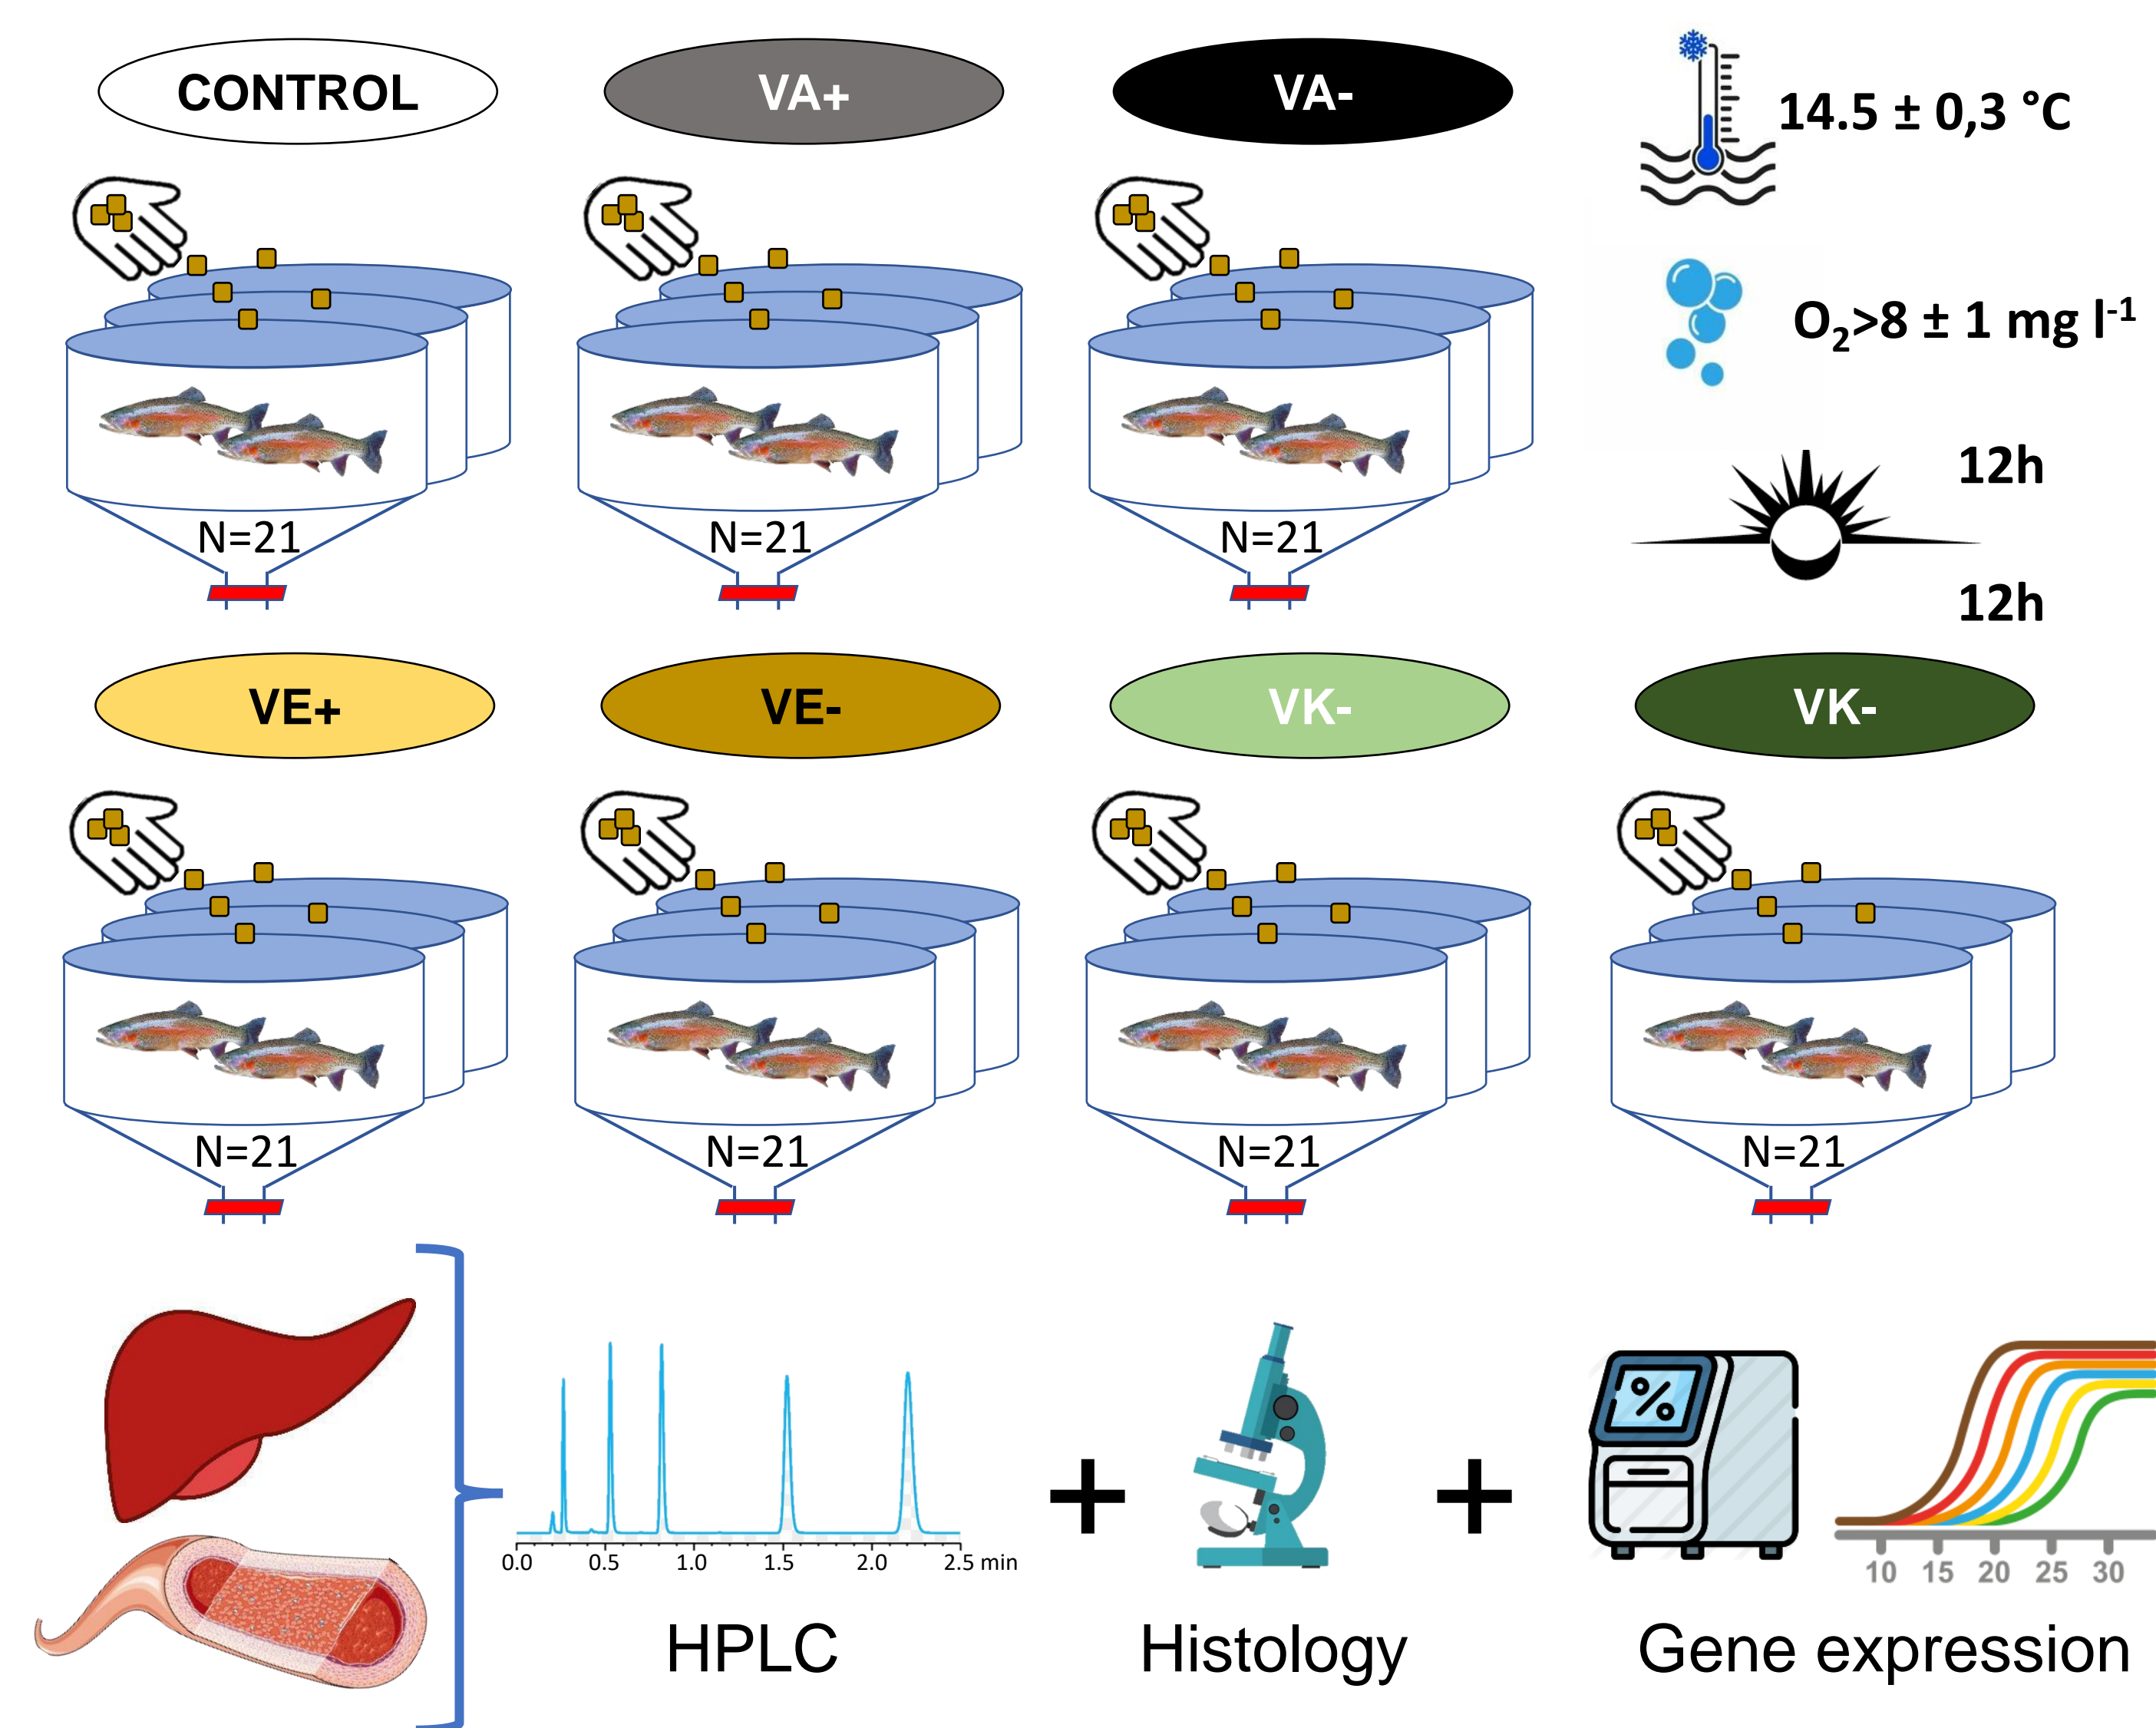 CONTROL
VA+
VA-
14.5 ± 0,3 °C
O₂>8 ± 1 mg l⁻¹
12h
12h
N=21
N=21
N=21
VE+
VE-
VK-
VK-
N=21
N=21
N=21
N=21
%
0.0 0.5 1.0 1.5 2.0 2.5 min
10 15 20 25 30
HPLC
Histology
Gene expression